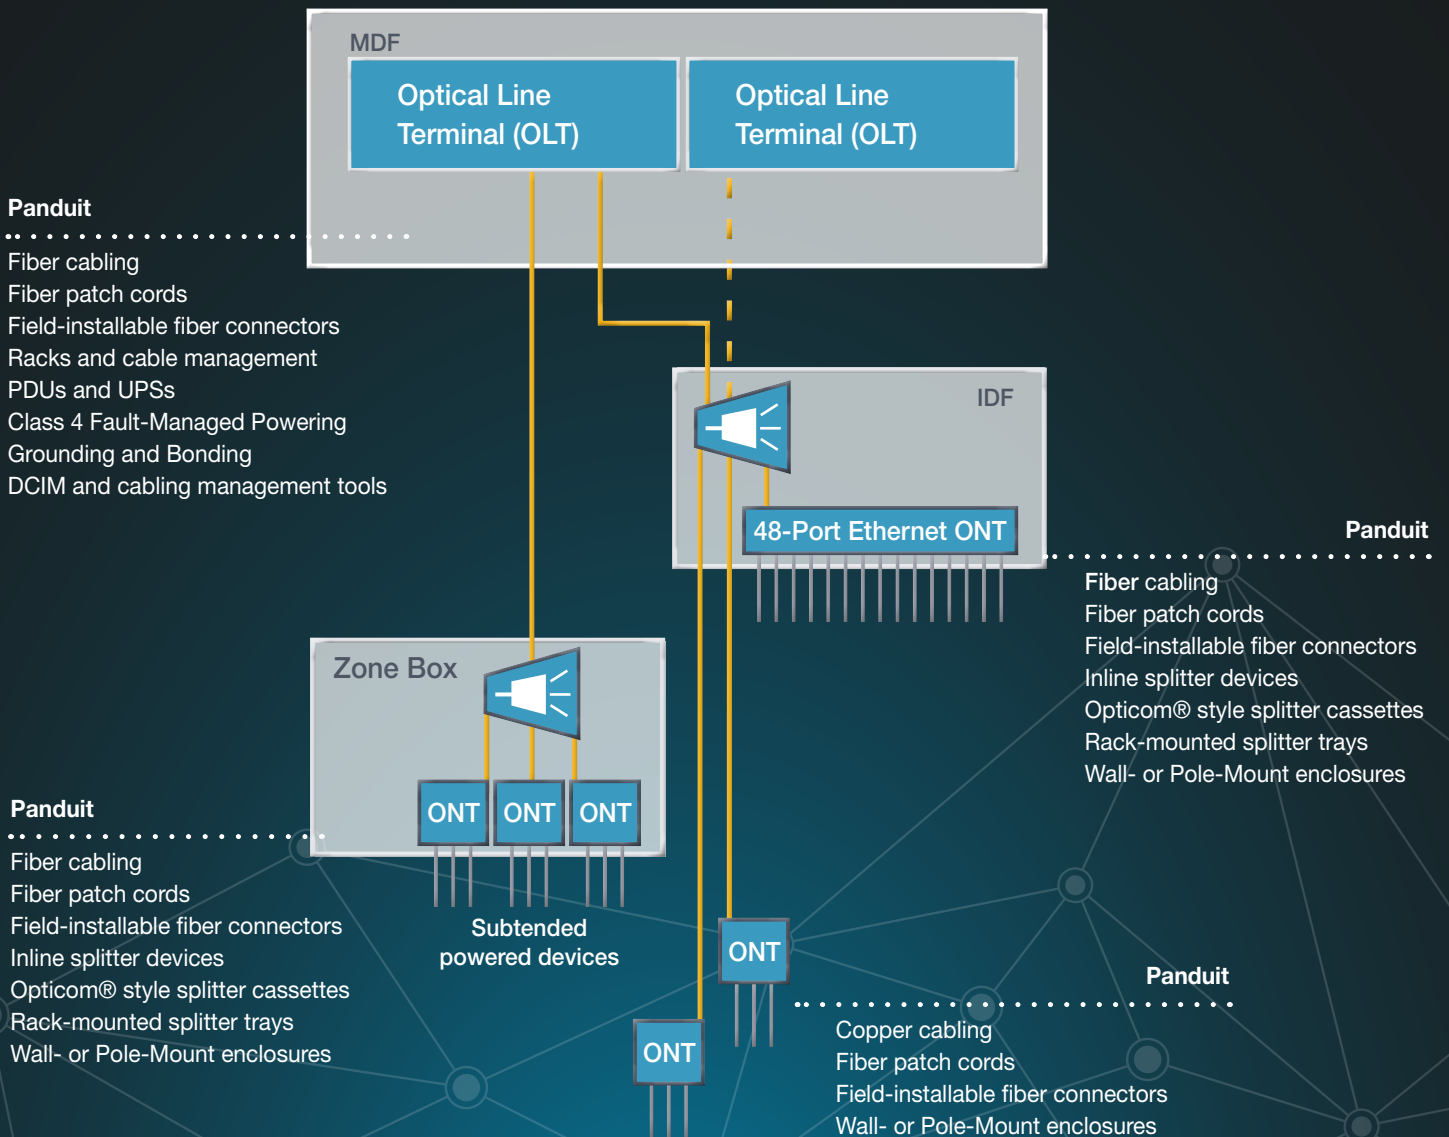 MDF
Optical Line
Terminal (OLT)
Optical Line
Terminal (OLT)
Panduit
Fiber cabling
Fiber patch cords
Field-installable fiber connectors
Racks and cable management
PDUs and UPSs
Class 4 Fault-Managed Powering
Grounding and Bonding
DCIM and cabling management tools
IDF
48-Port Ethernet ONT
Panduit
Fiber cabling
Fiber patch cords
Field-installable fiber connectors
Inline splitter devices
Opticom® style splitter cassettes
Rack-mounted splitter trays
Wall- or Pole-Mount enclosures
Zone Box
ONT
ONT
ONT
Subtended
powered devices
Panduit
Fiber cabling
Fiber patch cords
Field-installable fiber connectors
Inline splitter devices
Opticom® style splitter cassettes
Rack-mounted splitter trays
Wall- or Pole-Mount enclosures
ONT
ONT
Panduit
Copper cabling
Fiber patch cords
Field-installable fiber connectors
Wall- or Pole-Mount enclosures